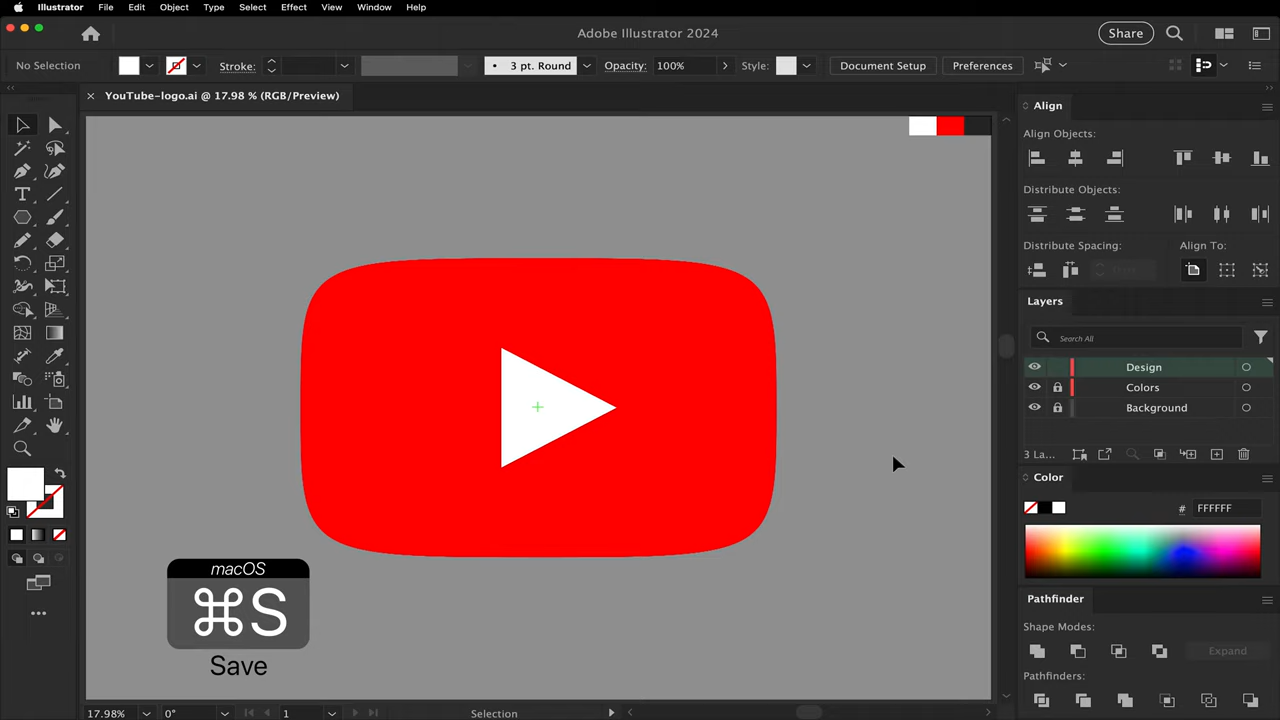 Illustrator File Edit Object Type Select Effect View Window Help
Adobe Illustrator 2024
Share
No Selection
Stroke:
3 pt. Round
Opacity:
100%
Style:
Document Setup
Preferences
YouTube-logo.ai @ 17.98 % (RGB/Preview)
Align
Align Objects:
Distribute Objects:
Distribute Spacing:
Align To:
Layers
Search All
Design
Colors
Background
3 La...
Color
# FFFFFF
Pathfinder
Shape Modes:
Expand
Pathfinders:
macOS
⌘S
Save
17.98%
0°
1
Selection